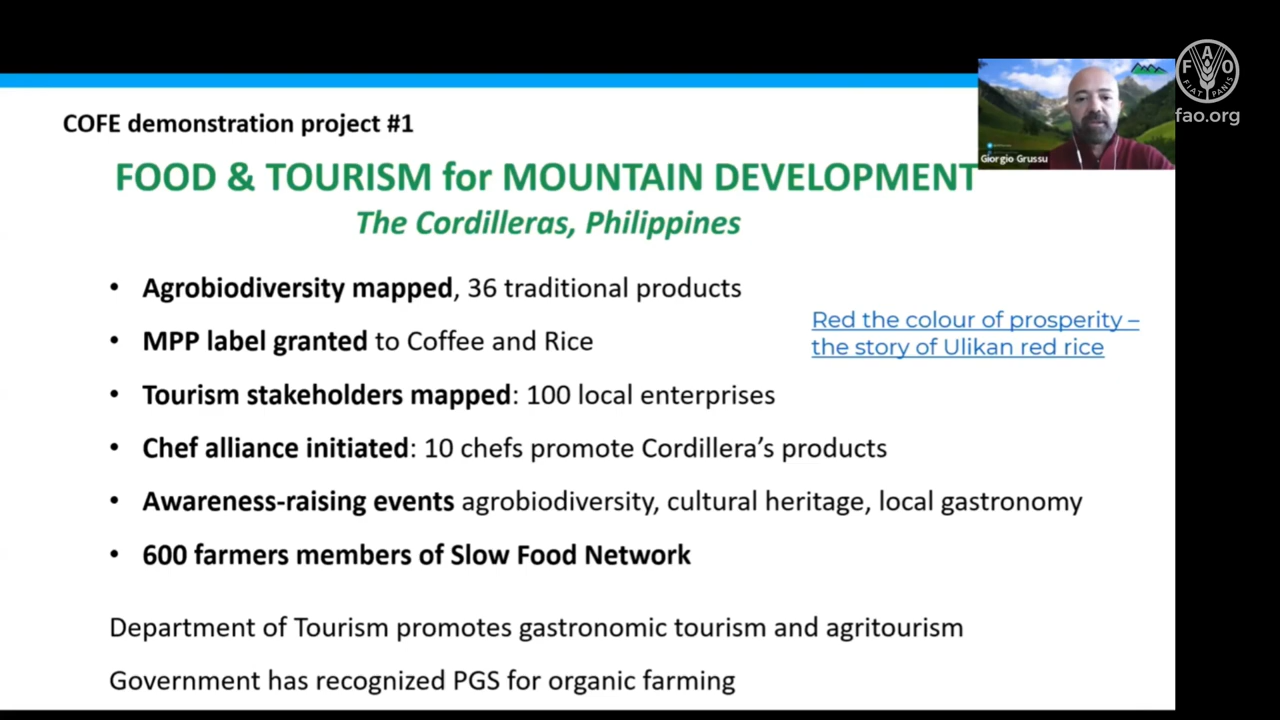 COFE demonstration project #1
FOOD & TOURISM for MOUNTAIN DEVELOPMENT
The Cordilleras, Philippines
• Agrobiodiversity mapped, 36 traditional products
• MPP label granted to Coffee and Rice
• Tourism stakeholders mapped: 100 local enterprises
• Chef alliance initiated: 10 chefs promote Cordillera’s products
• Awareness-raising events agrobiodiversity, cultural heritage, local gastronomy
• 600 farmers members of Slow Food Network
Red the colour of prosperity –
the story of Ulikan red rice
Department of Tourism promotes gastronomic tourism and agritourism
Government has recognized PGS for organic farming
Giorgio Grussu
F A O
FIAT PANIS
fao.org